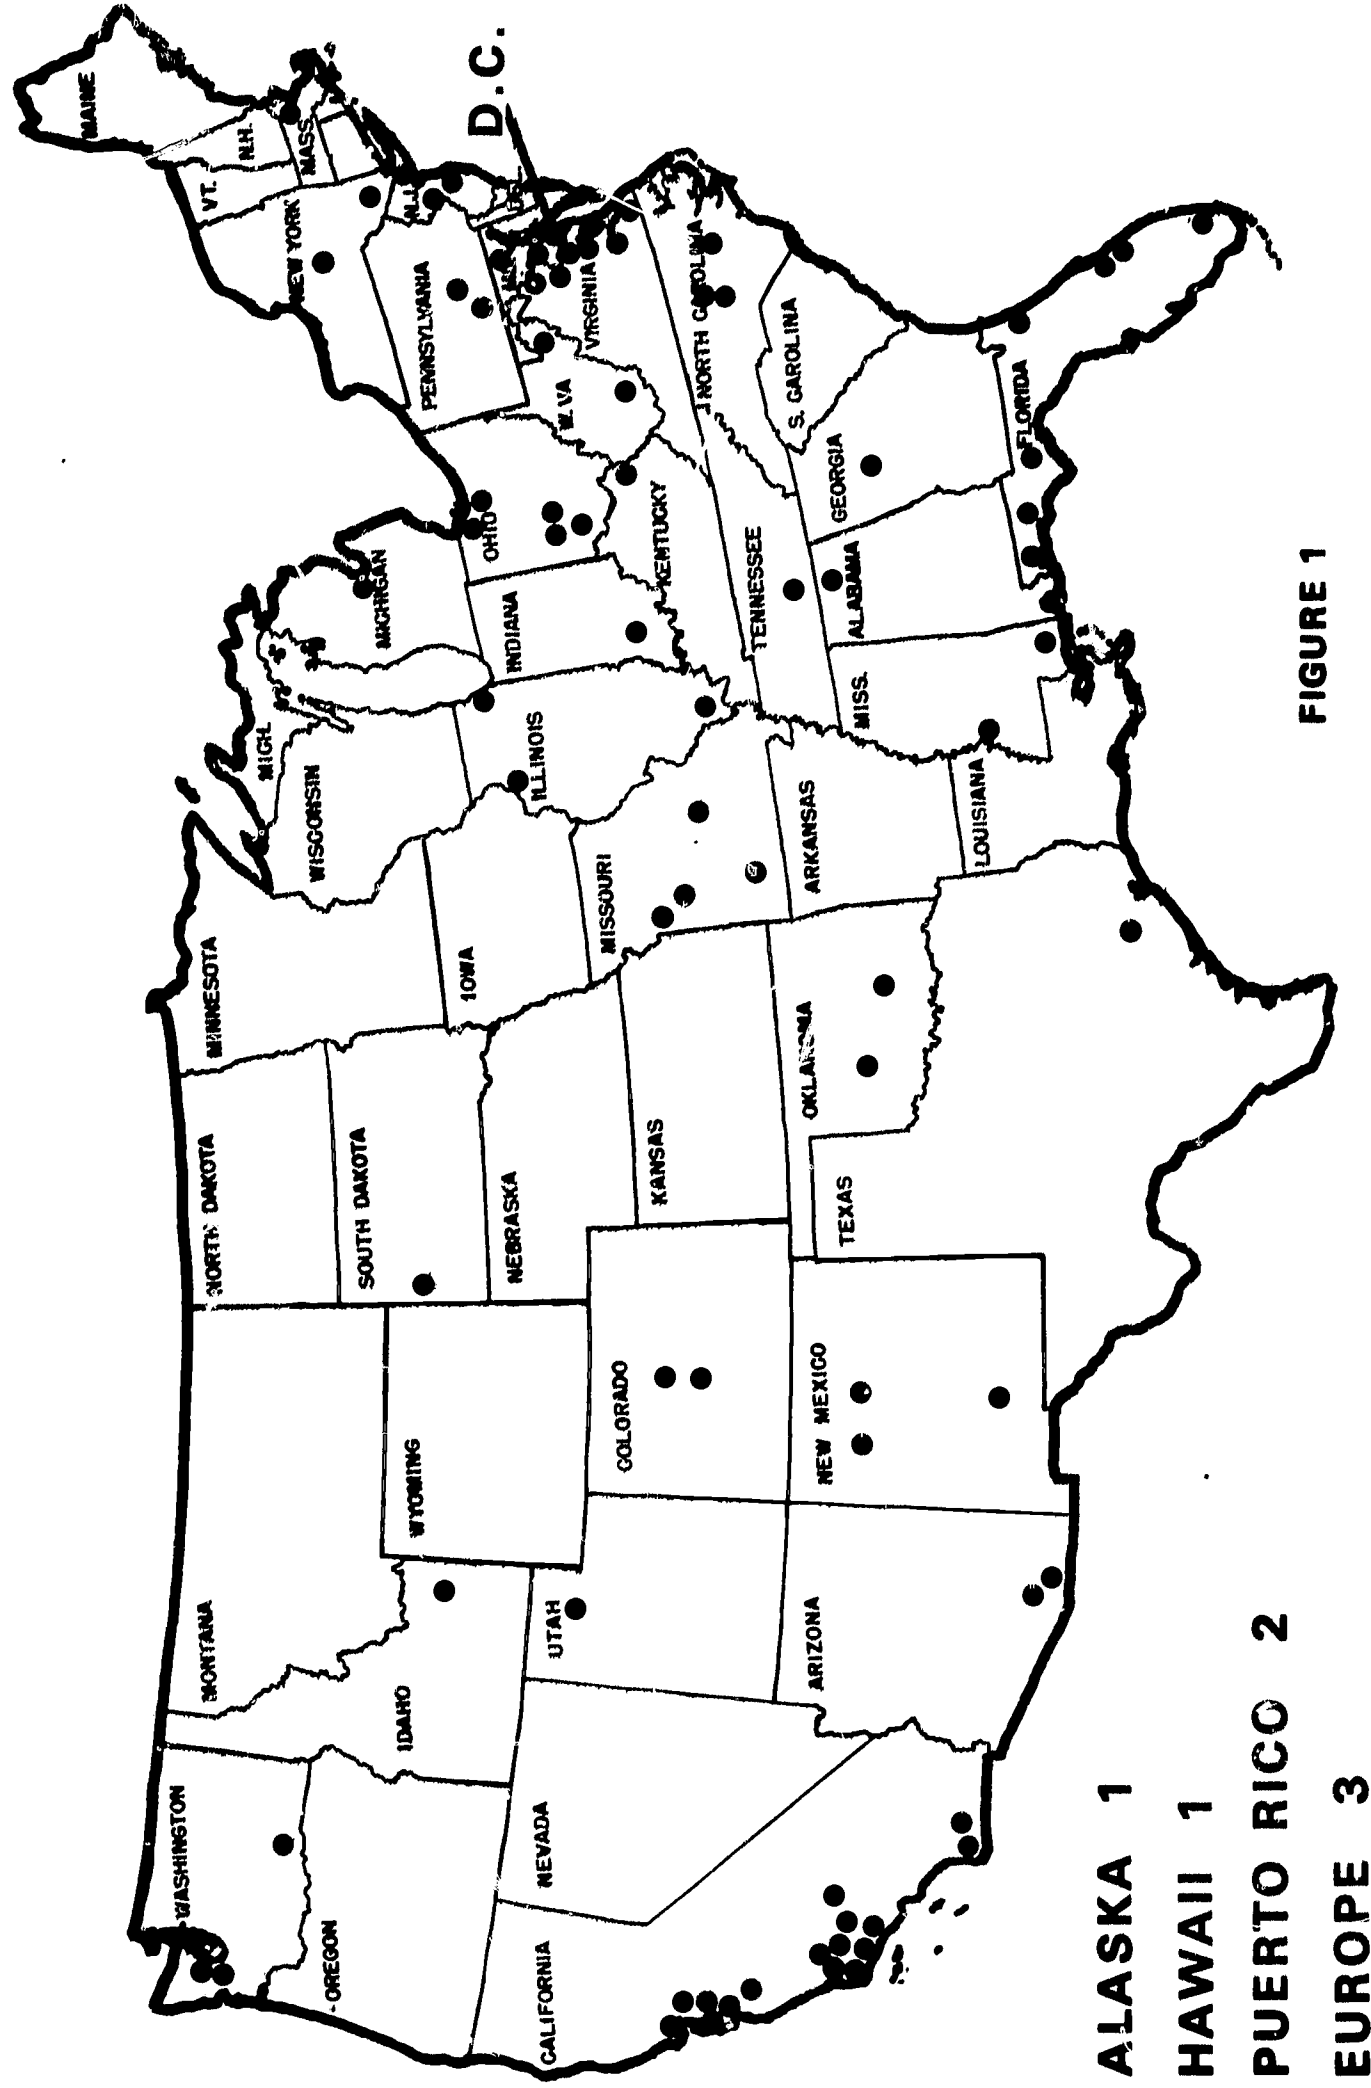 MAINE
VT.
N.H.
MASS.
NEW YORK
N.J.
D.C.
DEL.
PENNSYLVANIA
MICHIGAN
MICH.
OHIO
W. VA
VIRGINIA
NORTH CAROLINA
S. CAROLINA
GEORGIA
FLORIDA
KENTUCKY
TENNESSEE
ALABAMA
MISS.
INDIANA
ILLINOIS
WISCONSIN
MINNESOTA
IOWA
MISSOURI
ARKANSAS
LOUISIANA
NORTH DAKOTA
SOUTH DAKOTA
NEBRASKA
KANSAS
OKLAHOMA
TEXAS
MONTANA
WYOMING
COLORADO
NEW MEXICO
IDAHO
UTAH
ARIZONA
WASHINGTON
OREGON
NEVADA
CALIFORNIA
ALASKA 1
HAWAII 1
PUERTO RICO 2
EUROPE 3
FIGURE 1